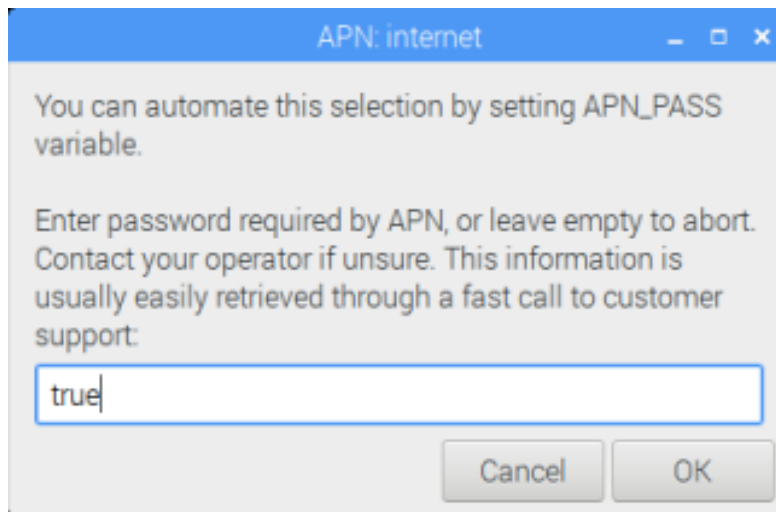 APN: internet
You can automate this selection by setting APN_PASS
variable.
Enter password required by APN, or leave empty to abort.
Contact your operator if unsure. This information is
usually easily retrieved through a fast call to customer
support:
true
Cancel OK